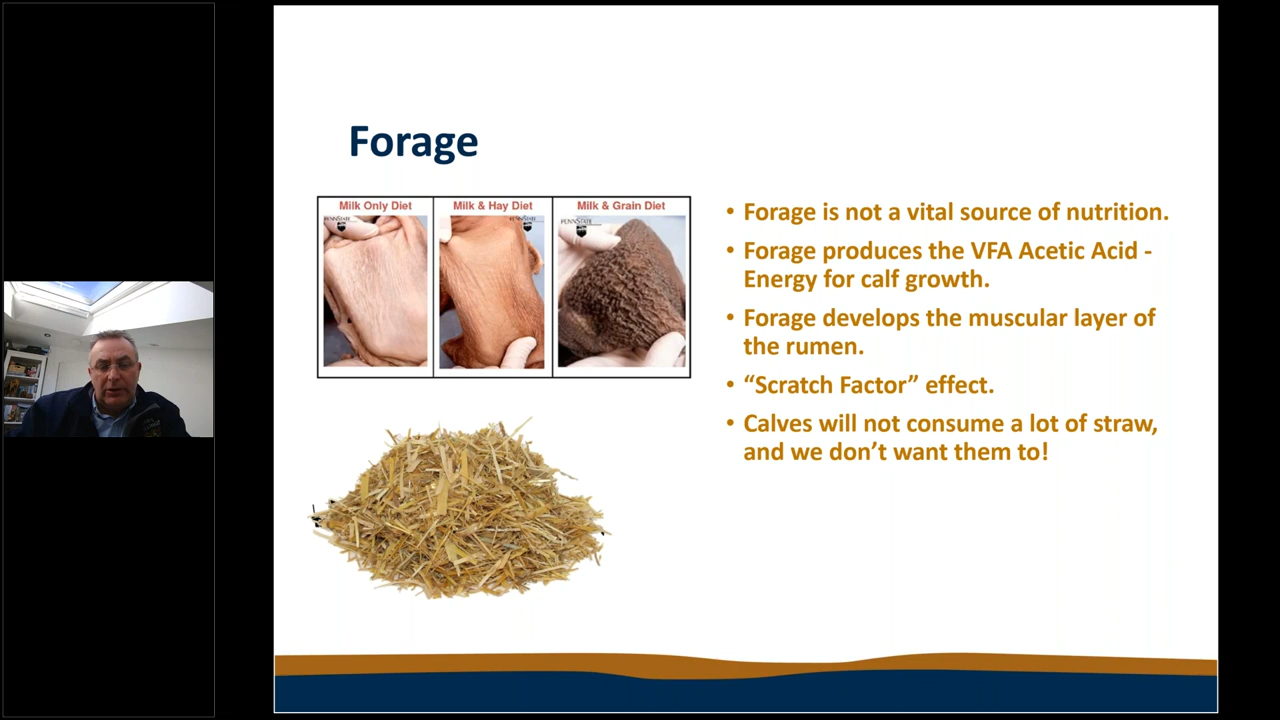 Forage
Milk Only Diet
Milk & Hay Diet
Milk & Grain Diet
PENNSTATE
• Forage is not a vital source of nutrition.
• Forage produces the VFA Acetic Acid -
Energy for calf growth.
• Forage develops the muscular layer of
the rumen.
• “Scratch Factor” effect.
• Calves will not consume a lot of straw,
and we don’t want them to!